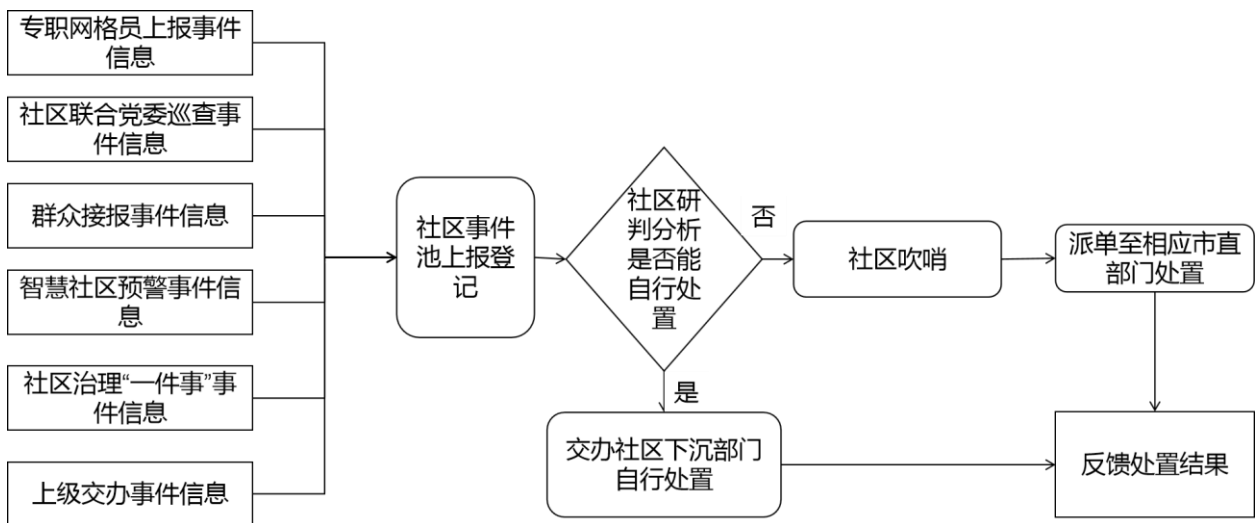 专职网格员上报事件
信息
社区联合党委巡查事
件信息
群众接报事件信息
智慧社区预警事件信
息
社区治理“一件事”事
件信息
上级交办事件信息
社区事件
池上报登
记
社区研
判分析
是否能
自行处
置
否
是
社区吹哨
派单至相应市直
部门处置
交办社区下沉部门
自行处置
反馈处置结果